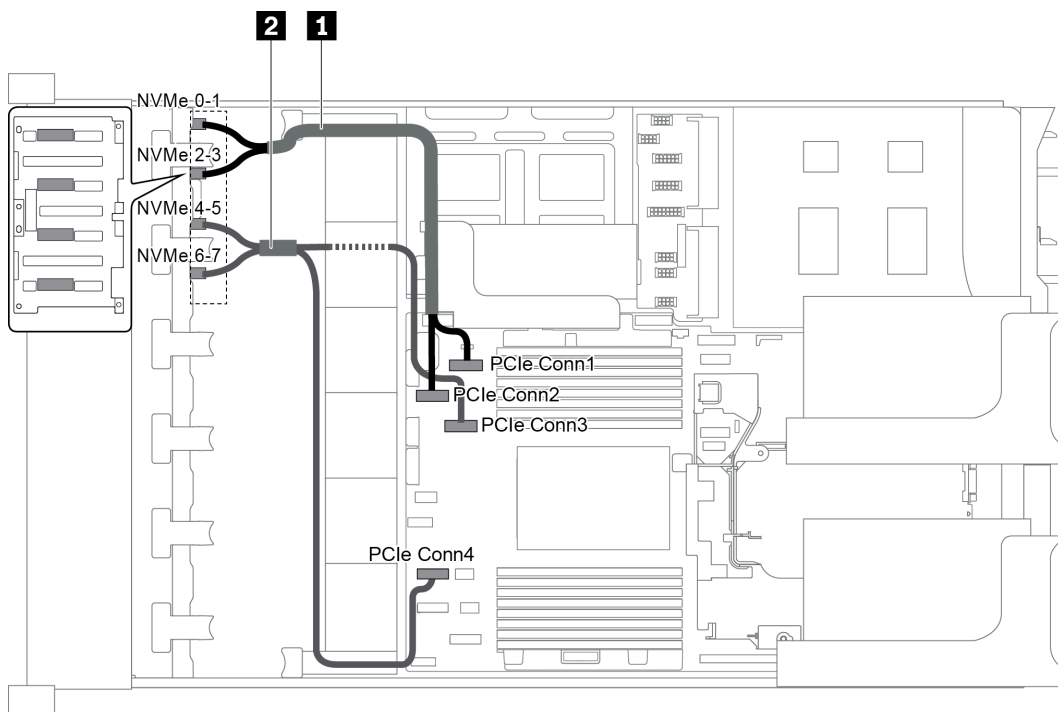 2 1
NVMe 0-1
NVMe 2-3
NVMe 4-5
NVMe 6-7
PCIe Conn1
PCIe Conn2
PCIe Conn3
PCIe Conn4